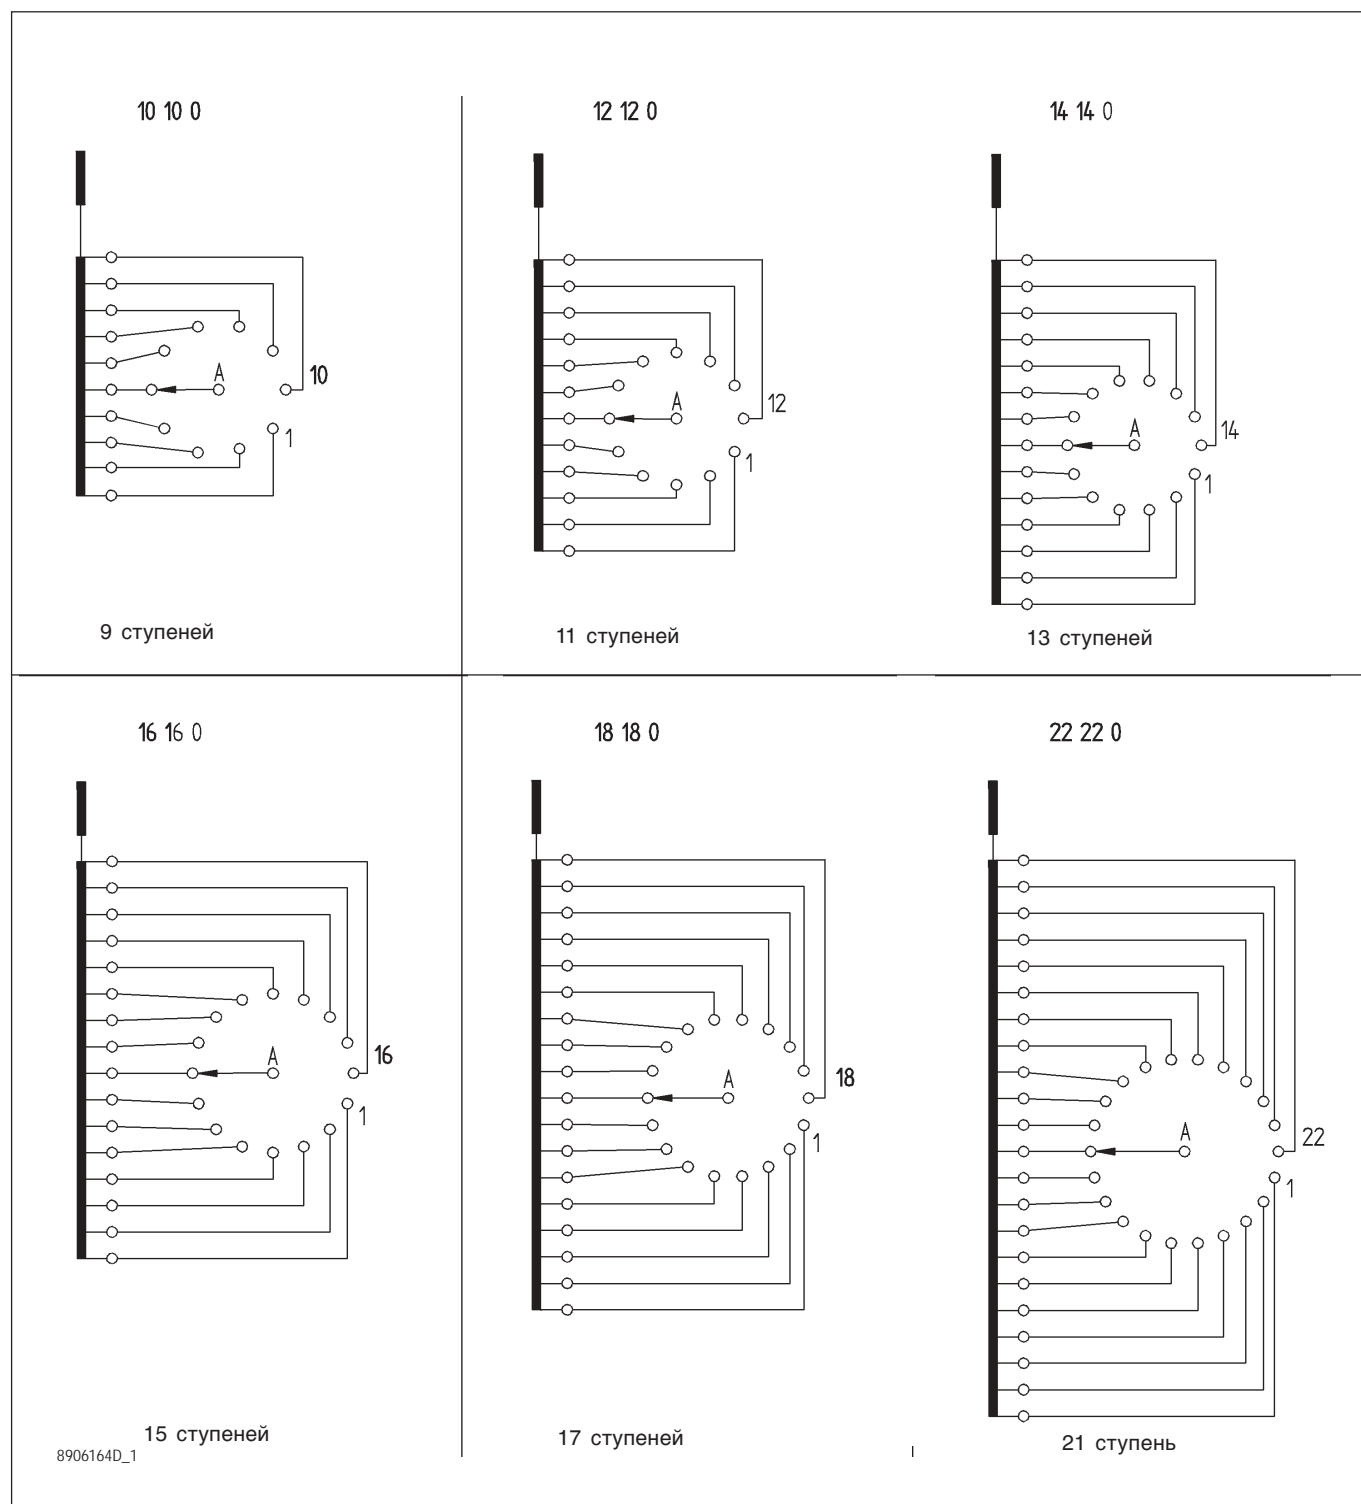 10 10 0
12 12 0
14 14 0
A
10
1
A
12
1
A
14
1
9 ступеней
11 ступеней
13 ступеней
16 16 0
18 18 0
22 22 0
A
16
1
A
18
1
A
22
1
15 ступеней
17 ступеней
21 ступень
8906164D_1